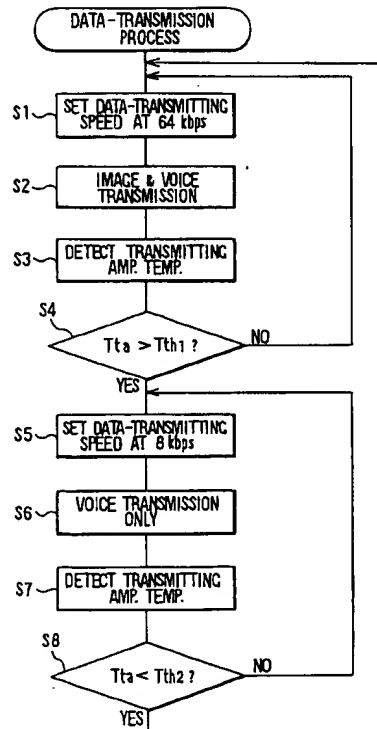 DATA-TRANSMISSION
PROCESS
S1
SET DATA-TRANSMITTING
SPEED AT 64 kbps
S2
IMAGE & VOICE
TRANSMISSION
S3
DETECT TRANSMITTING
AMP. TEMP.
S4
Tta > Tth1 ?
NO
YES
S5
SET DATA-TRANSMITTING
SPEED AT 8 kbps
S6
VOICE TRANSMISSION
ONLY
S7
DETECT TRANSMITTING
AMP. TEMP.
S8
Tta < Tth2 ?
NO
YES